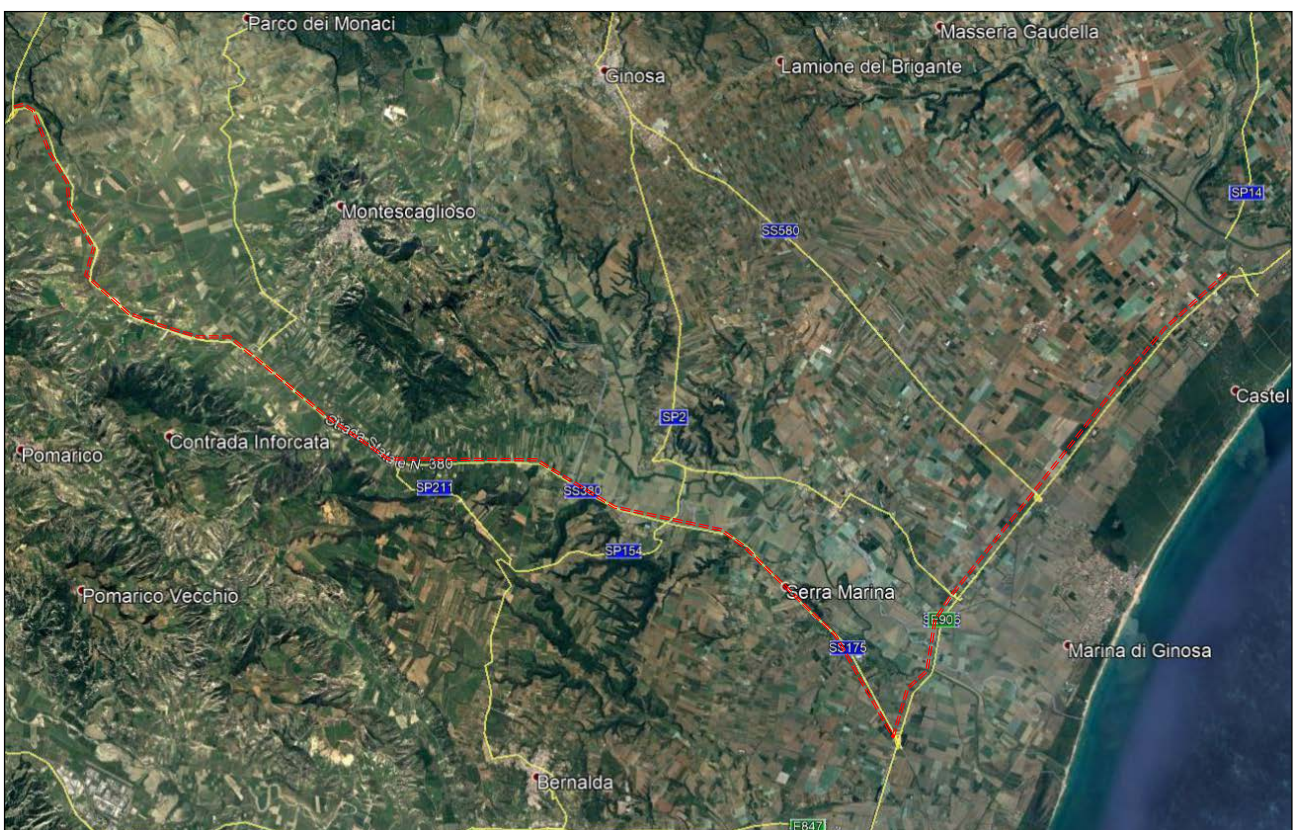 Parco dei Monaci
Masseria Gaudella
Lamione del Brigante
Ginosa
SP14
Montescaglioso
SS580
Castel
SP2
Strada Statale N. 380
Contrada Inforcata
Pomarico
SP211
SS380
SP154
Serra Marina
Pomarico Vecchio
E906
SS175
Marina di Ginosa
Bernalda
E847